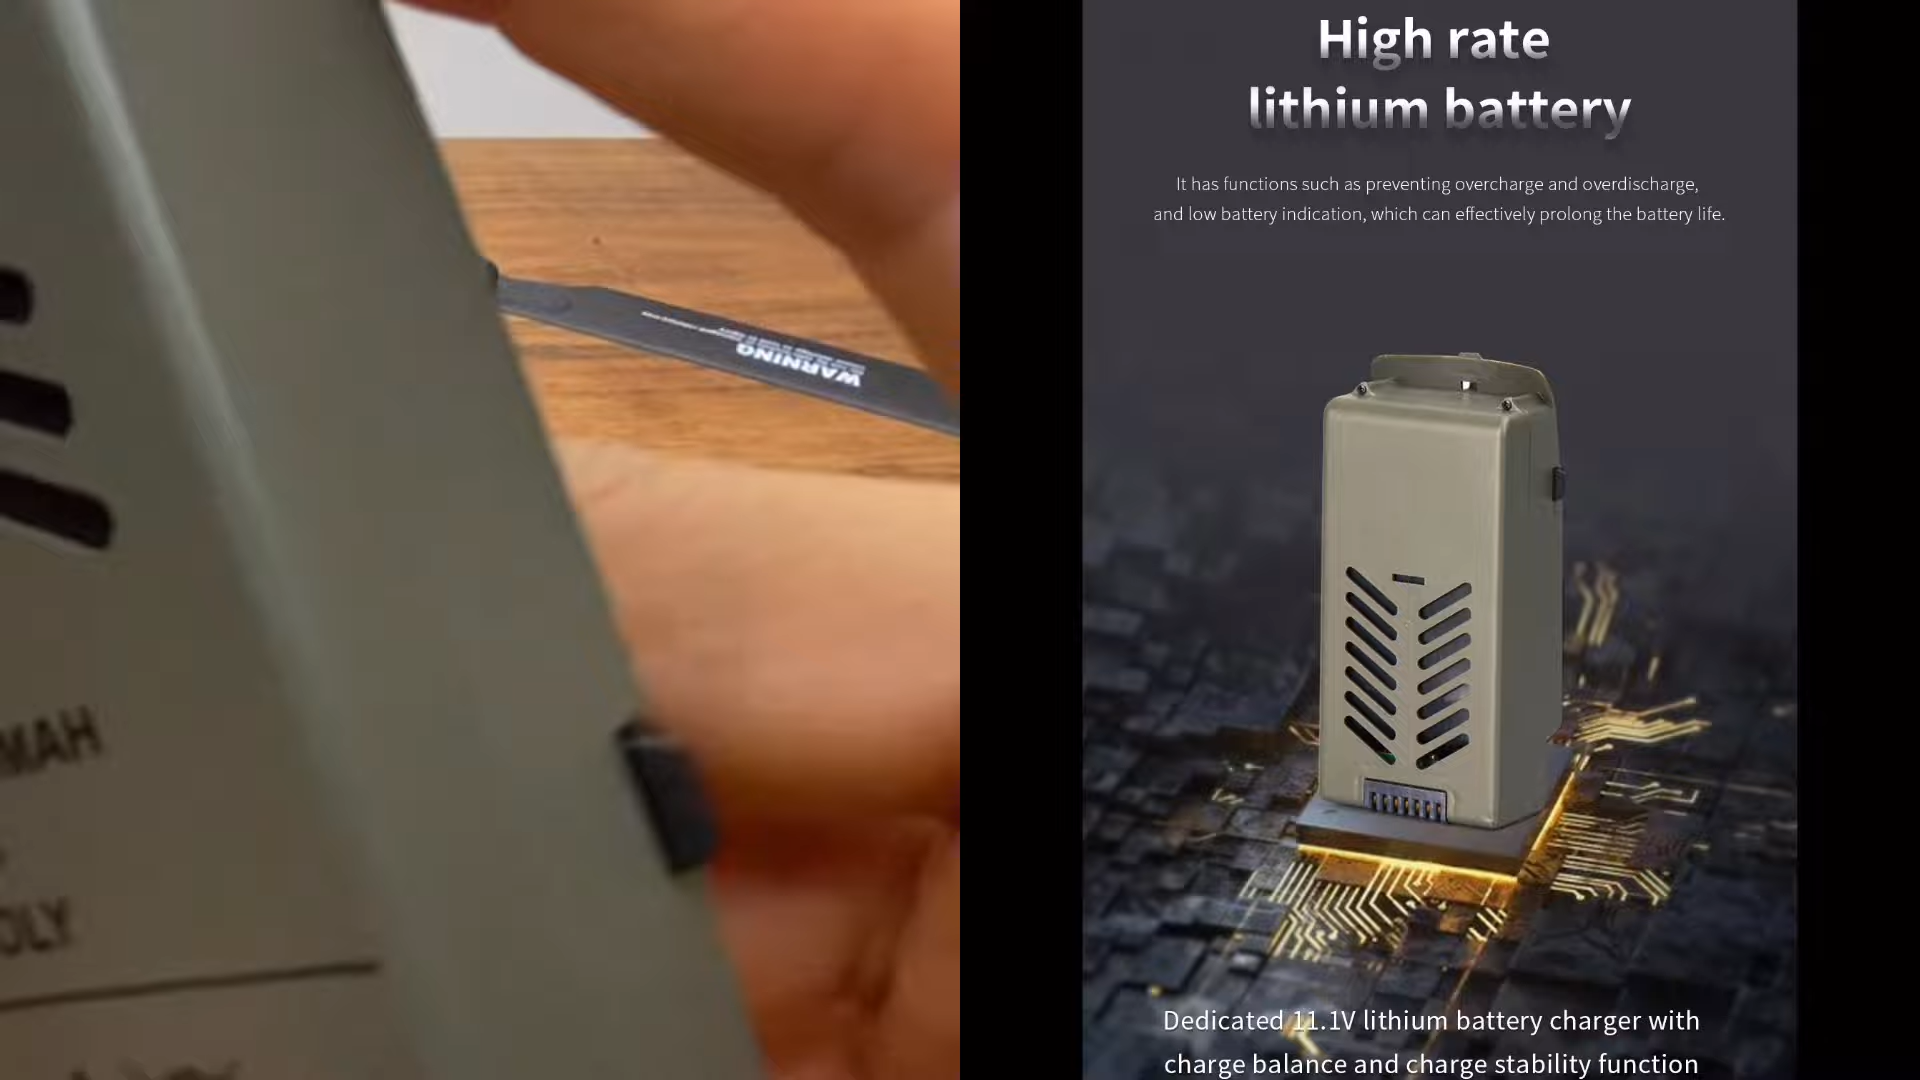 WARNING
MAH
OLY
High rate
lithium battery
It has functions such as preventing overcharge and overdischarge,
and low battery indication, which can effectively prolong the battery life.
Dedicated 11.1V lithium battery charger with
charge balance and charge stability function